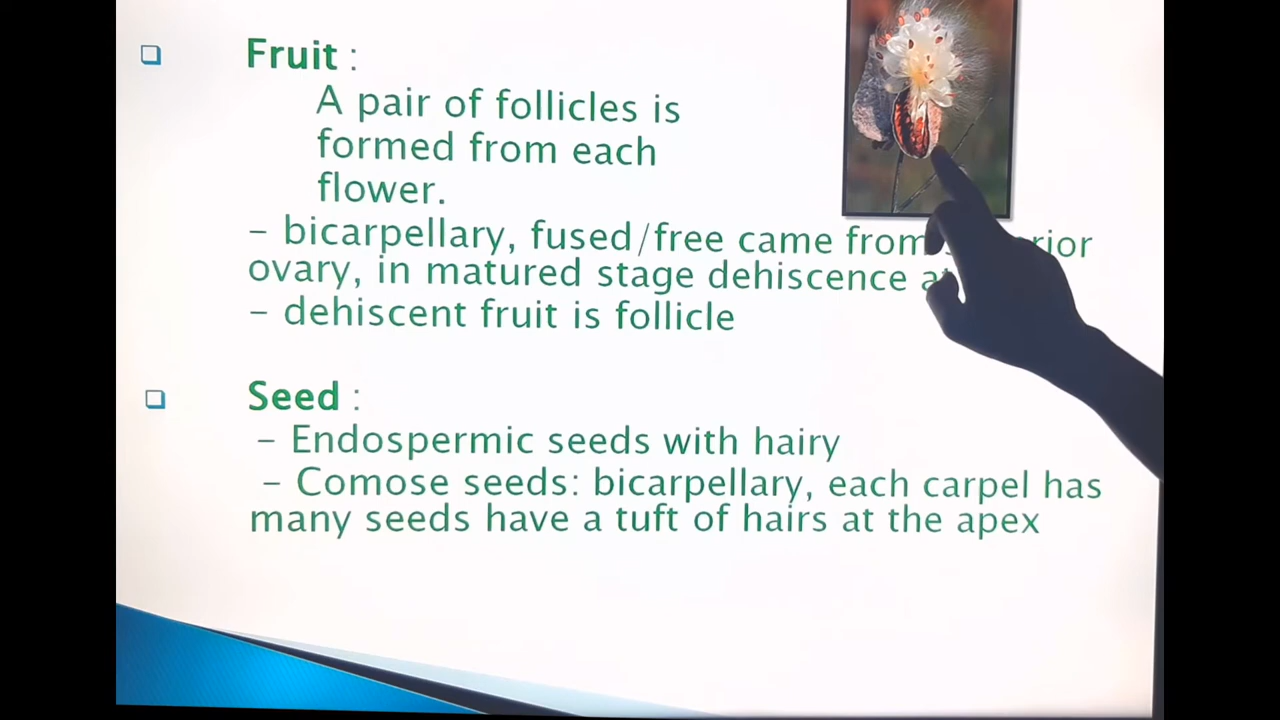 Fruit :
A pair of follicles is
formed from each
flower.
– bicarpellary, fused/free came from
ovary, in matured stage dehiscence
– dehiscent fruit is follicle
Seed :
– Endospermic seeds with hairy
– Comose seeds: bicarpellary, each carpel has
many seeds have a tuft of hairs at the apex